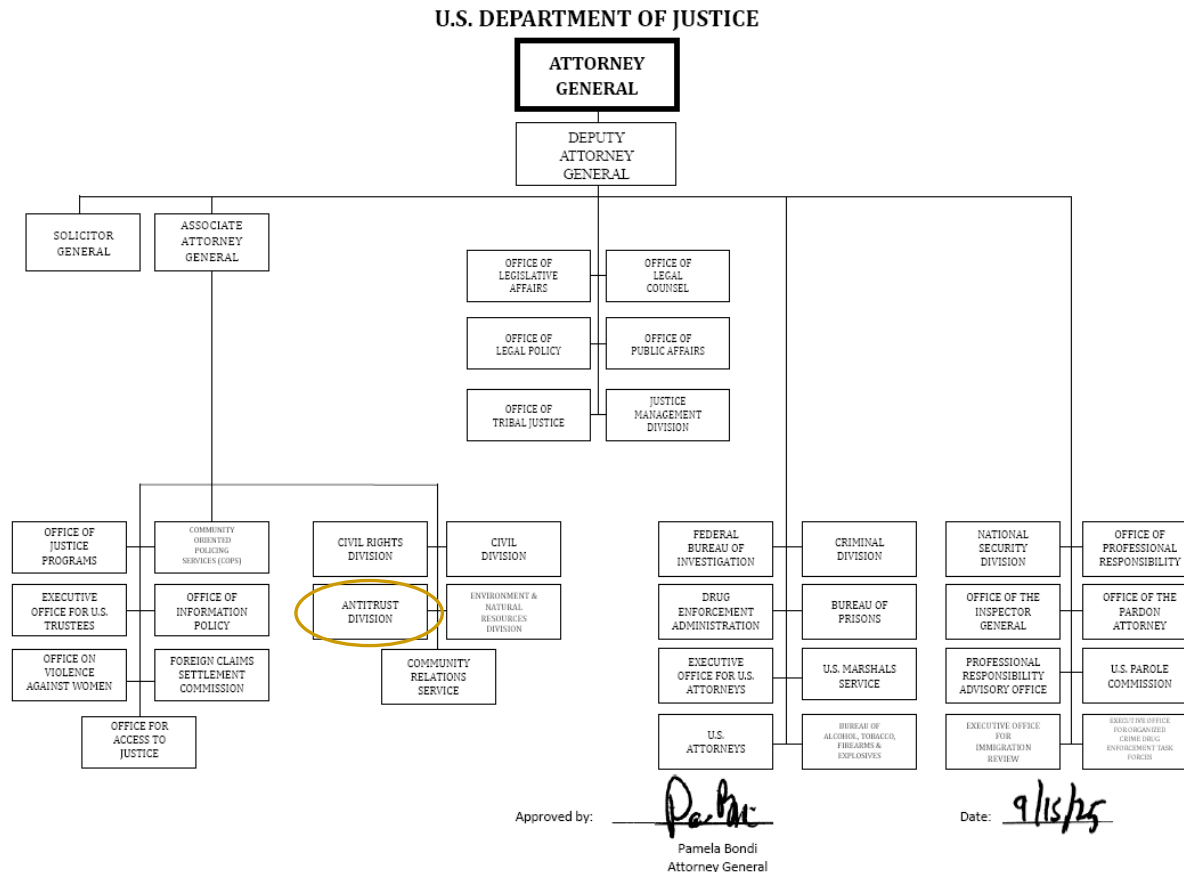 U.S. DEPARTMENT OF JUSTICE
ATTORNEY
GENERAL
DEPUTY
ATTORNEY
GENERAL
SOLICITOR
GENERAL
ASSOCIATE
ATTORNEY
GENERAL
OFFICE OF
LEGISLATIVE
AFFAIRS
OFFICE OF
LEGAL
COUNSEL
OFFICE OF
LEGAL POLICY
OFFICE OF
PUBLIC AFFAIRS
OFFICE OF
TRIBAL JUSTICE
JUSTICE
MANAGEMENT
DIVISION
OFFICE OF
JUSTICE
PROGRAMS
COMMUNITY
ORIENTED
POLICING
SERVICES (COPS)
CIVIL RIGHTS
DIVISION
CIVIL
DIVISION
FEDERAL
BUREAU OF
INVESTIGATION
CRIMINAL
DIVISION
NATIONAL
SECURITY
DIVISION
OFFICE OF
PROFESSIONAL
RESPONSIBILITY
EXECUTIVE
OFFICE FOR U.S.
TRUSTEES
OFFICE OF
INFORMATION
POLICY
ANTITRUST
DIVISION
ENVIRONMENT &
NATURAL
RESOURCES
DIVISION
DRUG
ENFORCEMENT
ADMINISTRATION
BUREAU OF
PRISONS
OFFICE OF THE
INSPECTOR
GENERAL
OFFICE OF THE
PARDON
ATTORNEY
OFFICE ON
VIOLENCE
AGAINST WOMEN
FOREIGN CLAIMS
SETTLEMENT
COMMISSION
COMMUNITY
RELATIONS
SERVICE
EXECUTIVE
OFFICE FOR U.S.
ATTORNEYS
U.S. MARSHALS
SERVICE
PROFESSIONAL
RESPONSIBILITY
ADVISORY OFFICE
U.S. PAROLE
COMMISSION
OFFICE FOR
ACCESS TO
JUSTICE
U.S.
ATTORNEYS
BUREAU OF
ALCOHOL, TOBACCO,
FIREARMS &
EXPLOSIVES
EXECUTIVE OFFICE
FOR
IMMIGRATION
REVIEW
EXECUTIVE OFFICE
FOR ORGANIZED
CRIME DRUG
ENFORCEMENT TASK
FORCES
Approved by:
Pamela Bondi
Attorney General
Date: 9/15/25